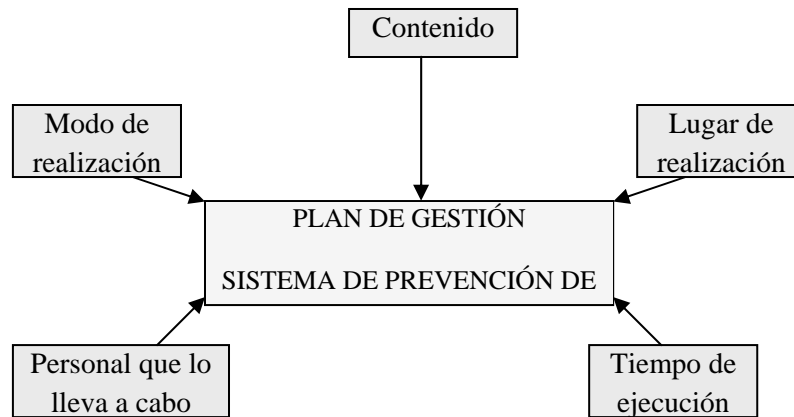 Contenido
Modo de
realización
Lugar de
realización
PLAN DE GESTIÓN
SISTEMA DE PREVENCIÓN DE
Personal que lo
lleva a cabo
Tiempo de
ejecución